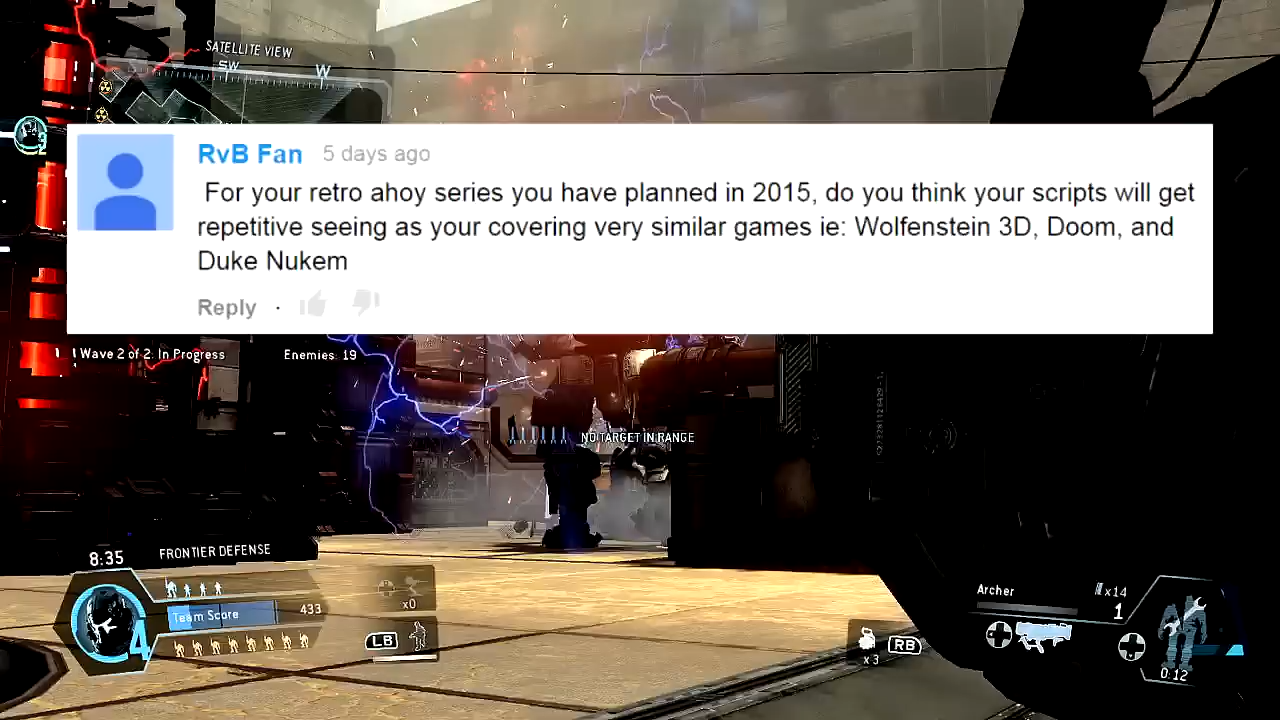 SATELLITE VIEW
SW
W
2
RvB Fan 5 days ago
For your retro ahoy series you have planned in 2015, do you think your scripts will get
repetitive seeing as your covering very similar games ie: Wolfenstein 3D, Doom, and
Duke Nukem
Reply ·
Wave 2 of 2. In Progress
Enemies: 19
NO TARGET IN RANGE
8:35
FRONTIER DEFENSE
Team Score
433
4
x0
LB
x3
RB
Archer
x14
1
0:12